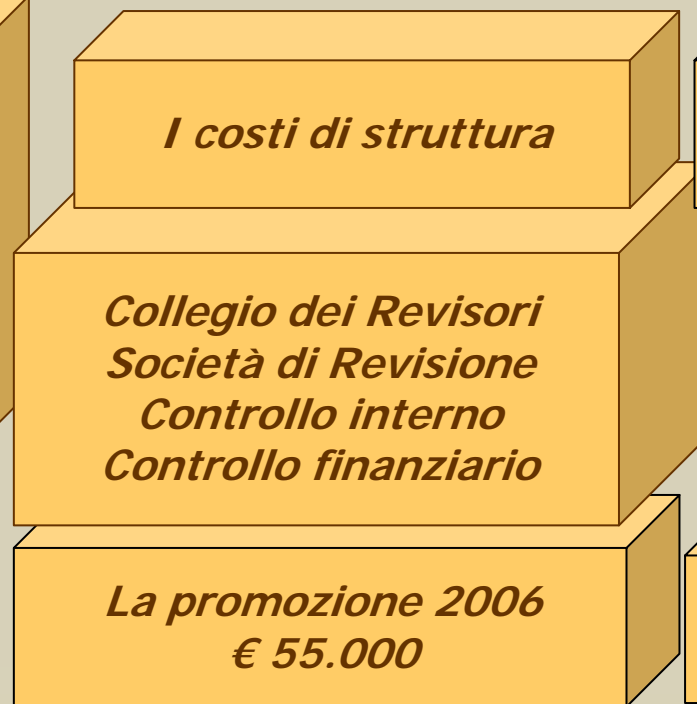 I costi di struttura
Collegio dei Revisori
Società di Revisione
Controllo interno
Controllo finanziario
La promozione 2006
€ 55.000